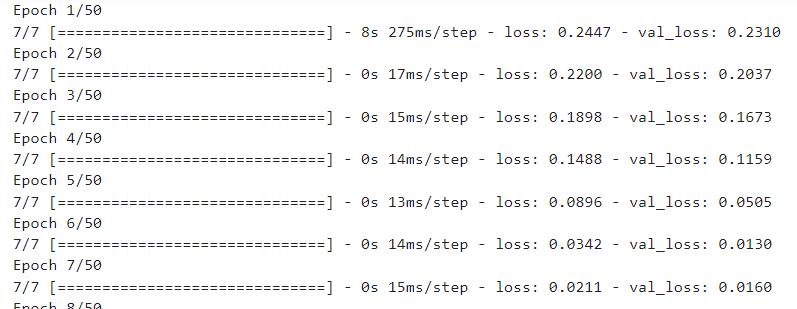 Epoch 1/50
7/7 [==============================] - 8s 275ms/step - loss: 0.2447 - val_loss: 0.2310
Epoch 2/50
7/7 [==============================] - 0s 17ms/step - loss: 0.2200 - val_loss: 0.2037
Epoch 3/50
7/7 [==============================] - 0s 15ms/step - loss: 0.1898 - val_loss: 0.1673
Epoch 4/50
7/7 [==============================] - 0s 14ms/step - loss: 0.1488 - val_loss: 0.1159
Epoch 5/50
7/7 [==============================] - 0s 13ms/step - loss: 0.0896 - val_loss: 0.0505
Epoch 6/50
7/7 [==============================] - 0s 14ms/step - loss: 0.0342 - val_loss: 0.0130
Epoch 7/50
7/7 [==============================] - 0s 15ms/step - loss: 0.0211 - val_loss: 0.0160
Epoch 8/50